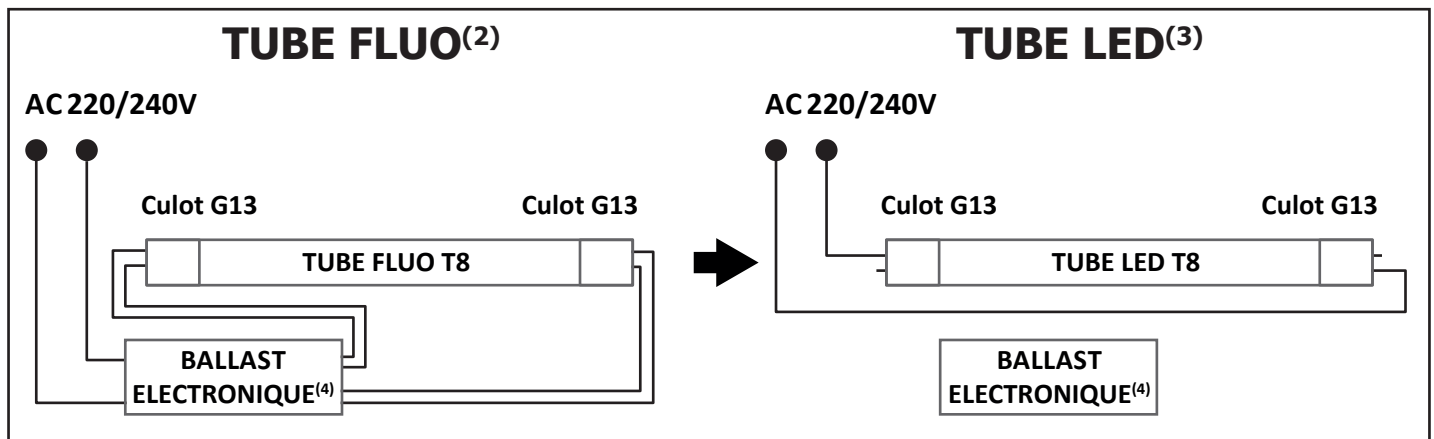 TUBE FLUO(2)
AC 220/240V
Culot G13
Culot G13
TUBE FLUO T8
BALLAST
ELECTRONIQUE(4)
TUBE LED(3)
AC 220/240V
Culot G13
Culot G13
TUBE LED T8
BALLAST
ELECTRONIQUE(4)